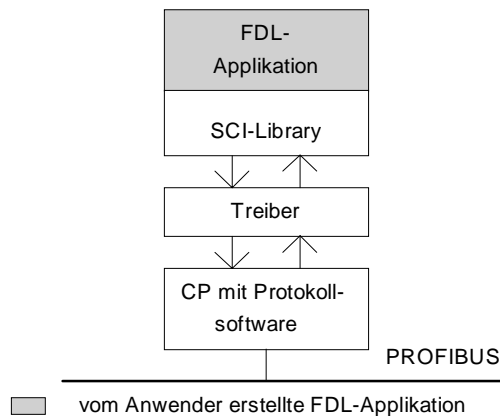 FDL-
Applikation
SCI-Library
Treiber
CP mit Protokoll-
software
PROFIBUS
vom Anwender erstellte FDL-Applikation